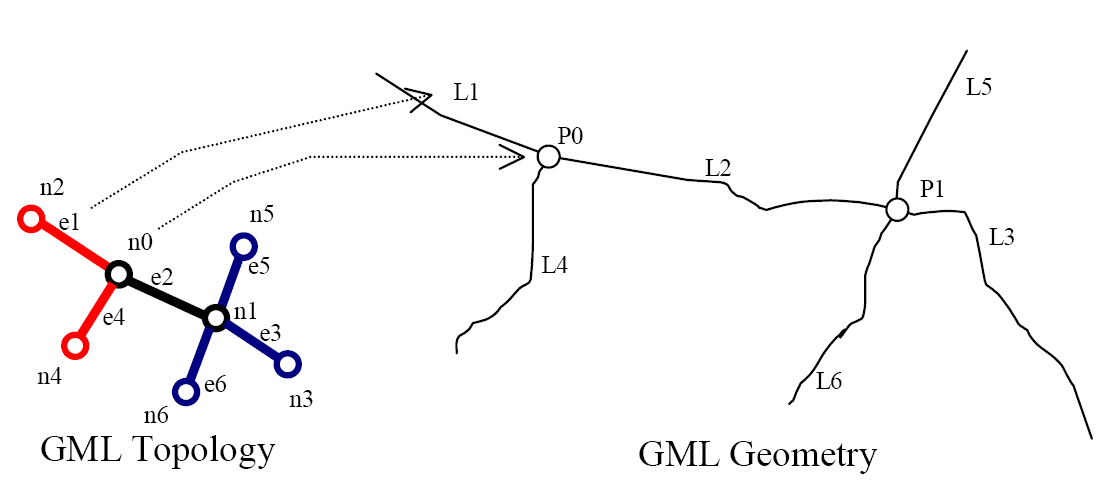 n2
e1
n0
e2
e4
n4
n5
e5
n1
e3
n3
e6
n6
GML Topology
L1
P0
L2
L4
L5
P1
L3
L6
GML Geometry